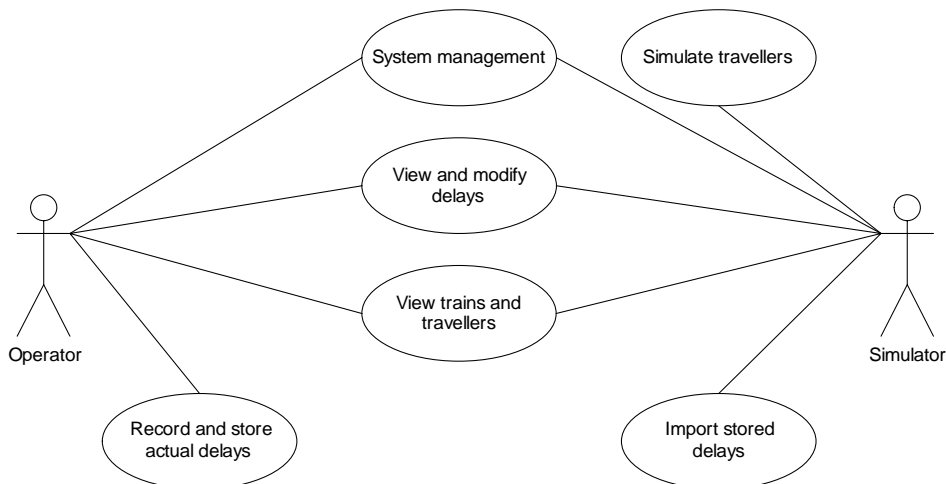 System management
Simulate travellers
View and modify
delays
View trains and
travellers
Operator
Simulator
Record and store
actual delays
Import stored
delays